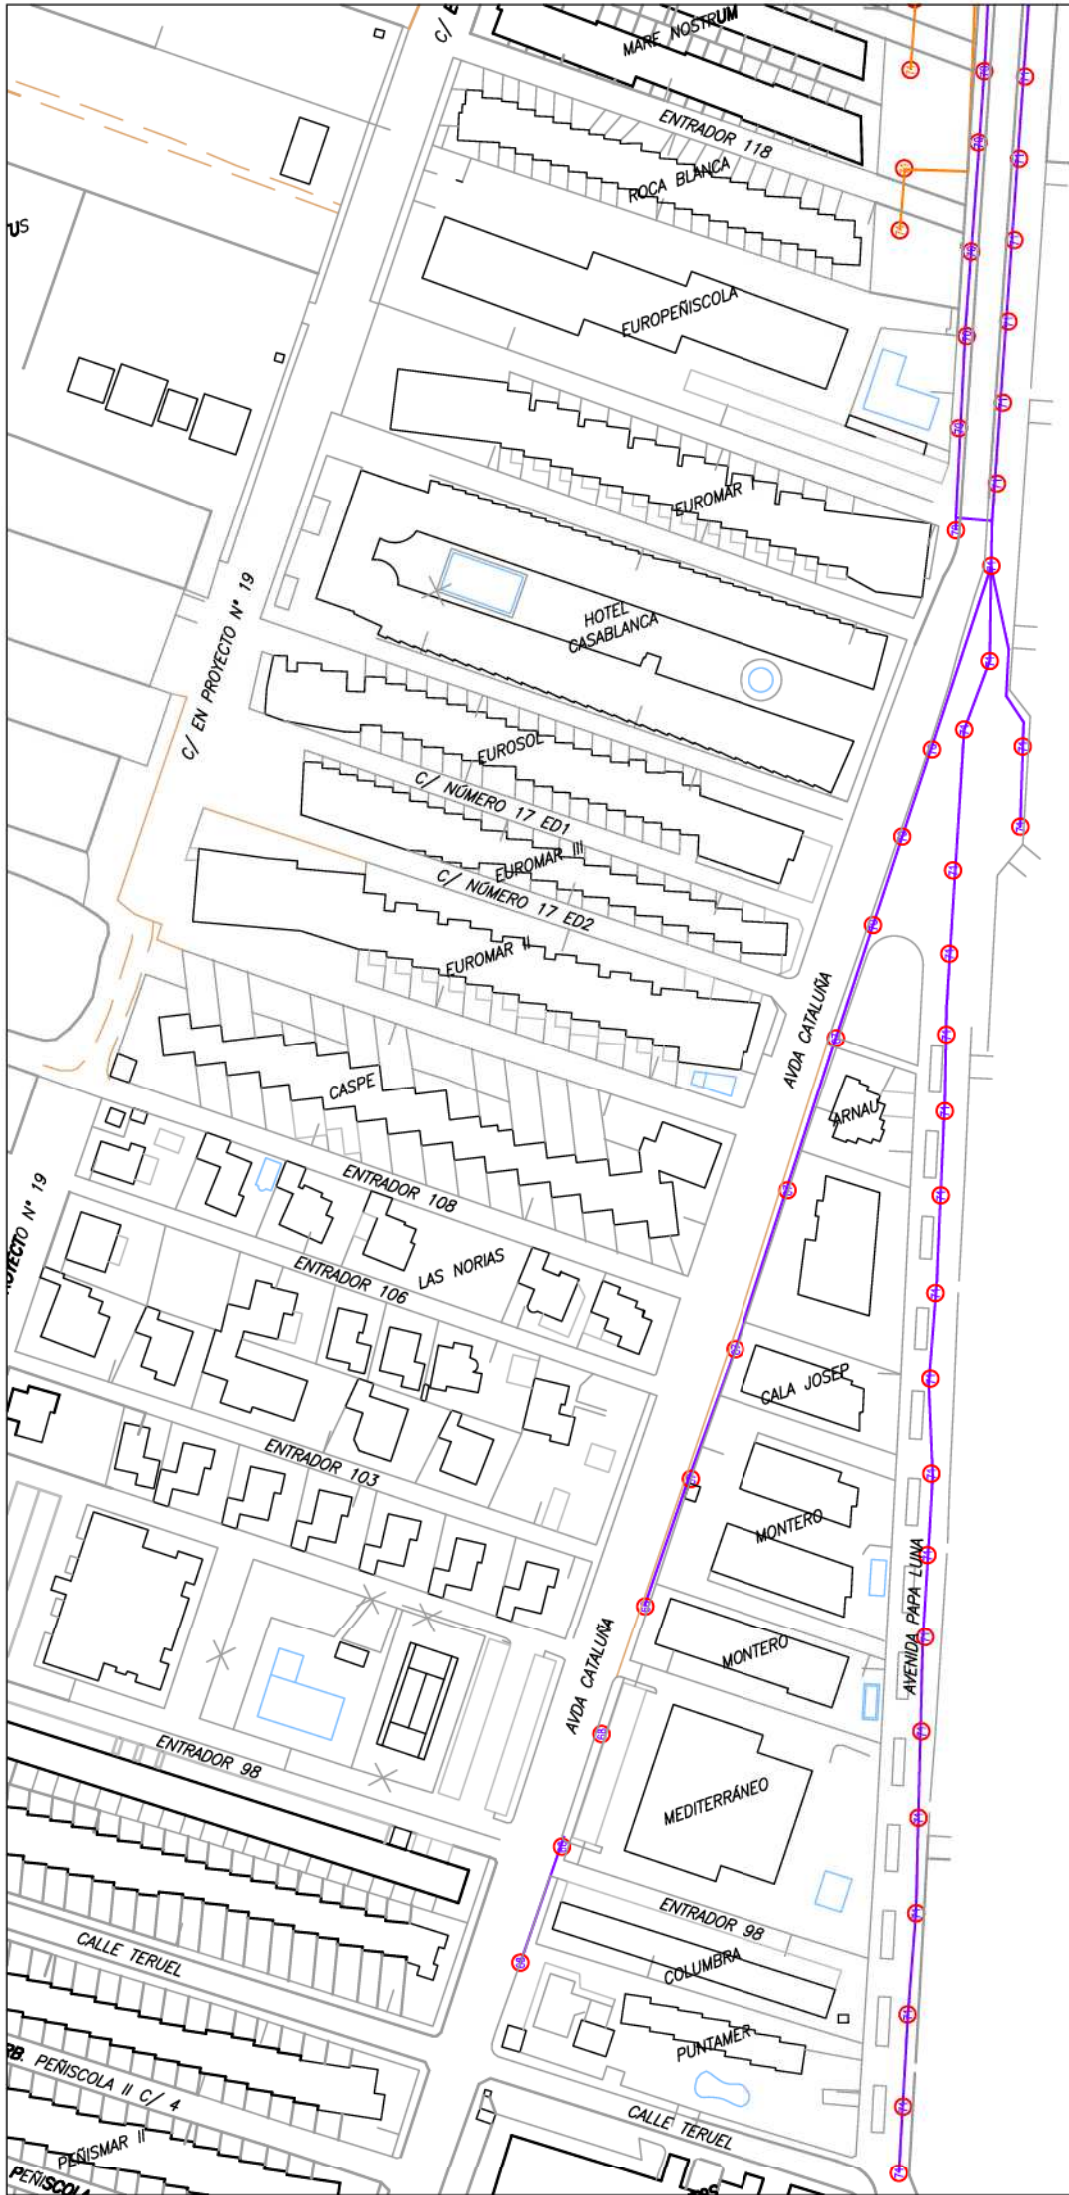 MARE NOSTRUM
C/ E
ENTRADOR 118
ROCA BLANCA
TUS
EUROPEÑISCOLA
EUROMAR I
C/ EN PROYECTO Nº 19
HOTEL
CASABLANCA
EUROSOL
C/ NÚMERO 17 ED1
EUROMAR III
C/ NÚMERO 17 ED2
EUROMAR II
AVDA CATALUÑA
CASPE
ARNAU
ENTRADOR 108
OYECTO Nº 19
LAS NORIAS
ENTRADOR 106
CALA JOSEP
ENTRADOR 103
MONTERO
AVENIDA PAPA LUNA
MONTERO
AVDA CATALUÑA
ENTRADOR 98
MEDITERRÁNEO
ENTRADOR 98
CALLE TERUEL
COLUMBRA
PUNTAMER
RB. PEÑISCOLA II C/ 4
CALLE TERUEL
PEÑISMAR II
PEÑISCOLA